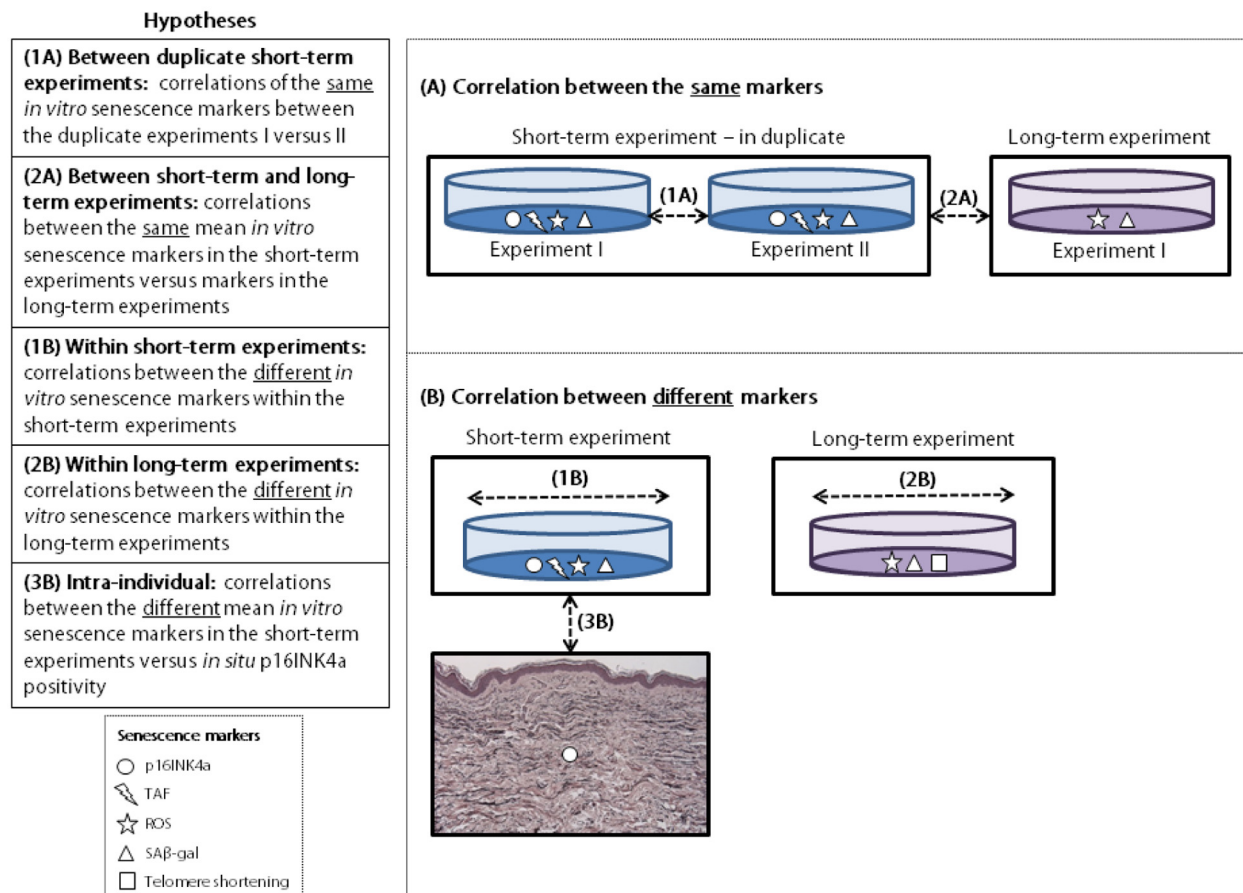 Hypotheses
(1A) Between duplicate short-term
experiments: correlations of the same
in vitro senescence markers between
the duplicate experiments I versus II
(2A) Between short-term and long-
term experiments: correlations
between the same mean in vitro
senescence markers in the short-term
experiments versus markers in the
long-term experiments
(1B) Within short-term experiments:
correlations between the different in
vitro senescence markers within the
short-term experiments
(2B) Within long-term experiments:
correlations between the different in
vitro senescence markers within the
long-term experiments
(3B) Intra-individual: correlations
between the different mean in vitro
senescence markers in the short-term
experiments versus in situ p16INK4a
positivity
Senescence markers
p16INK4a
TAF
ROS
SAβ-gal
Telomere shortening
(A) Correlation between the same markers
Short-term experiment – in duplicate
Long-term experiment
(1A)
(2A)
Experiment I
Experiment II
Experiment I
(B) Correlation between different markers
Short-term experiment
Long-term experiment
(1B)
(2B)
(3B)